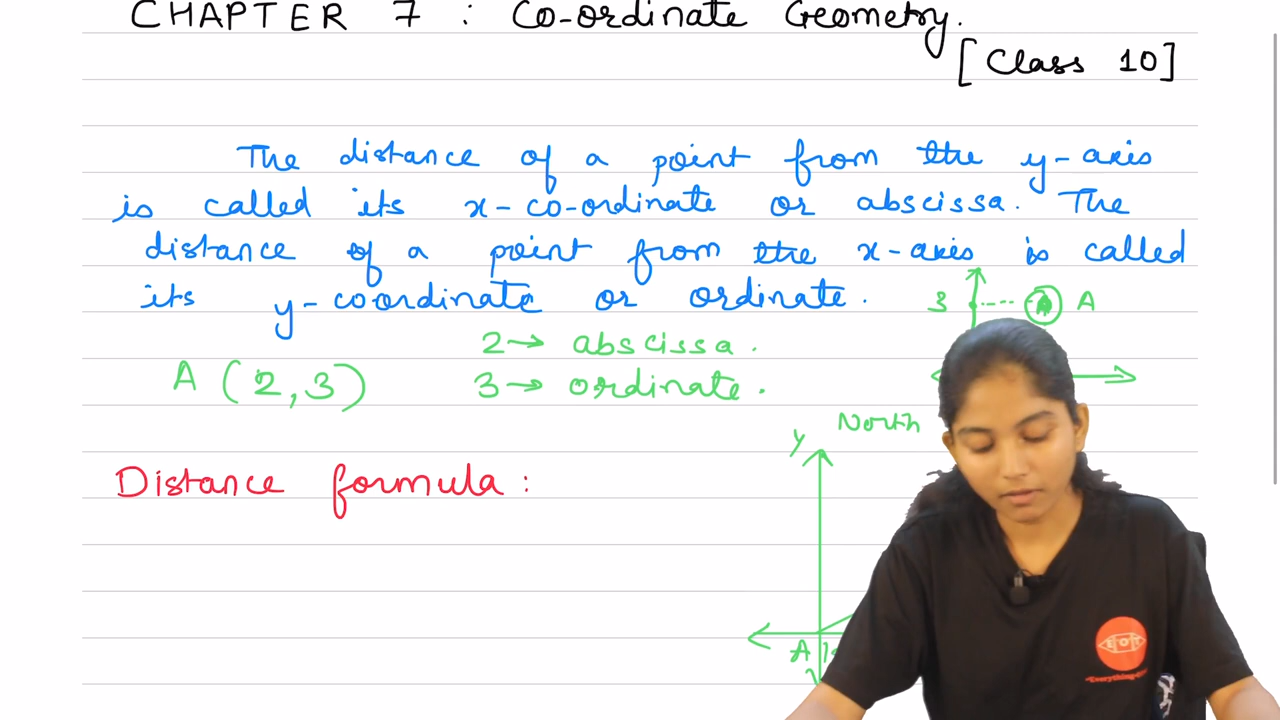 CHAPTER 7 : Co-ordinate Geometry.
[Class 10]
The distance of a point from the y-axis
is called its x-co-ordinate or abscissa. The
distance of a point from the x-axis is called
its y-coordinate or ordinate.
3 A
2→ abscissa.
A (2,3) 3→ ordinate.
North
Y
Distance formula:
A
EOT